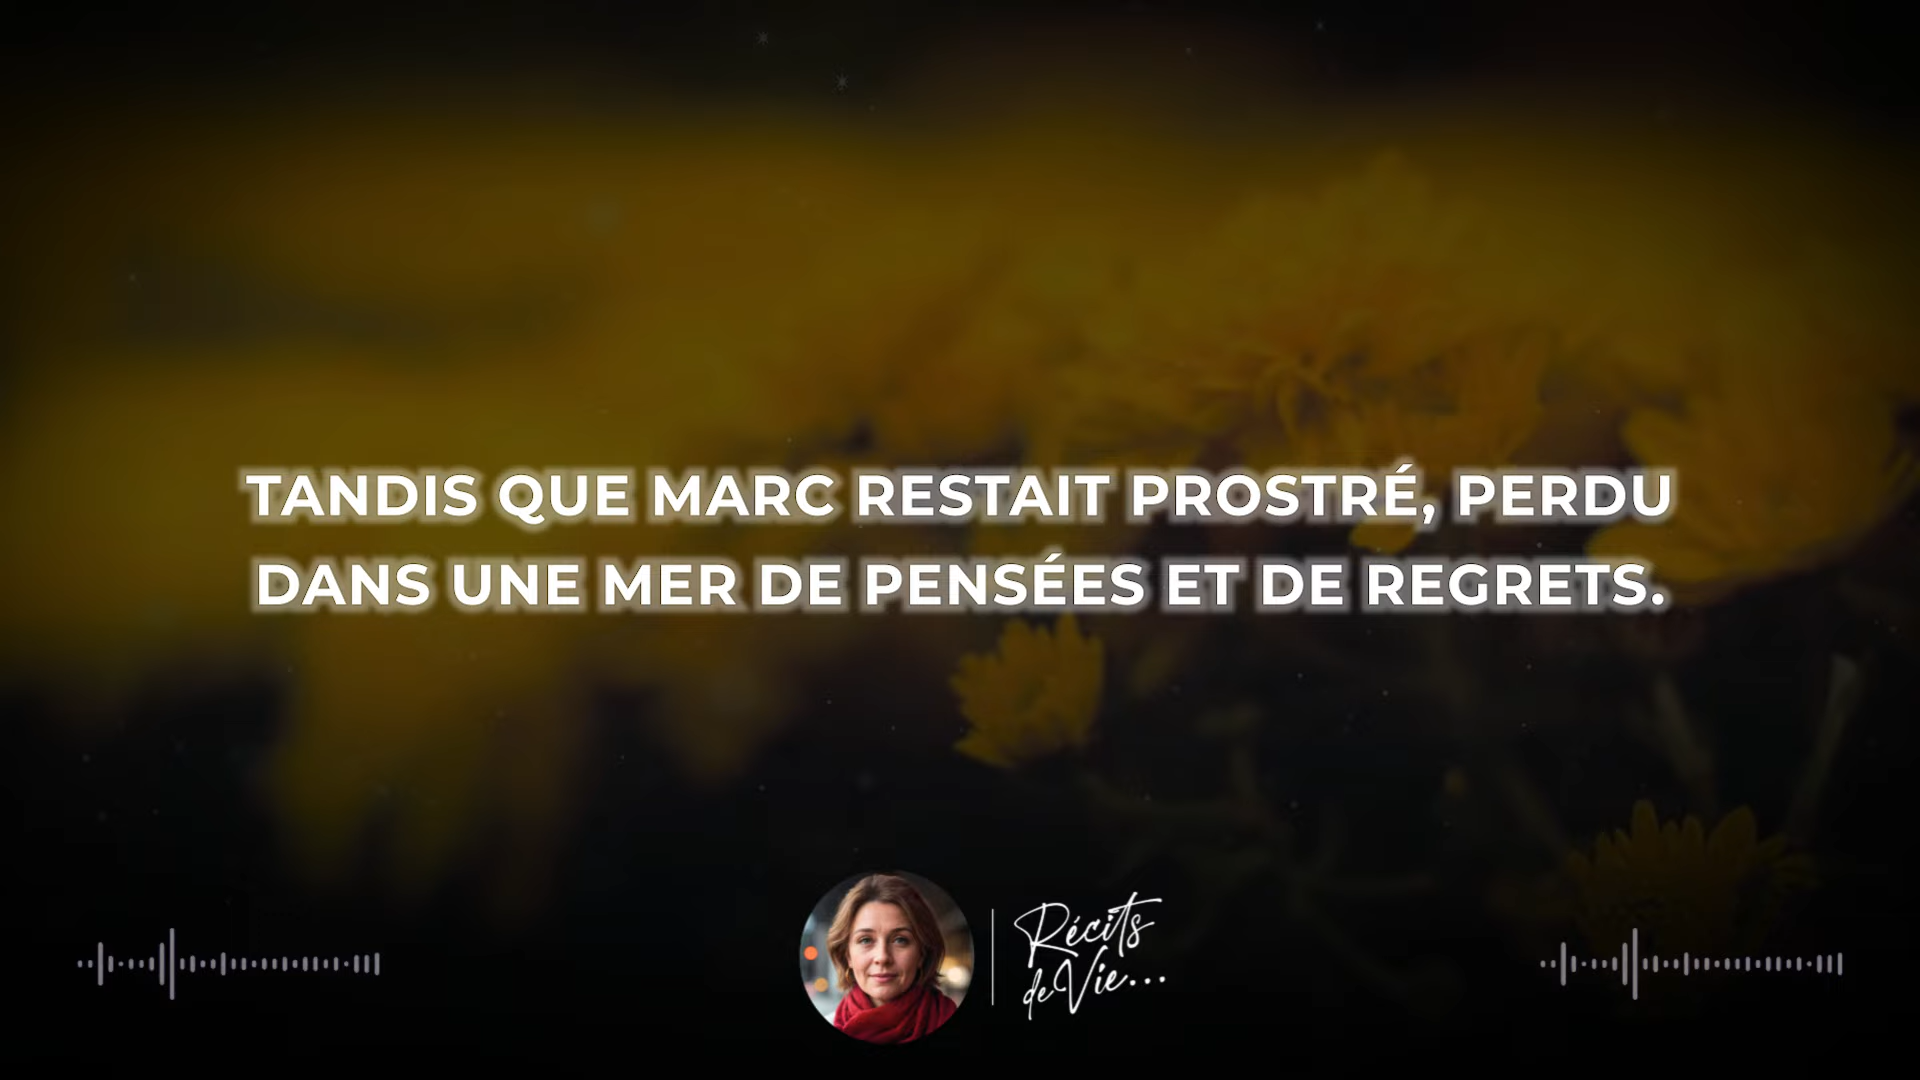 TANDIS QUE MARC RESTAIT PROSTRÉ, PERDU
DANS UNE MER DE PENSÉES ET DE REGRETS.
Récits
de Vie...